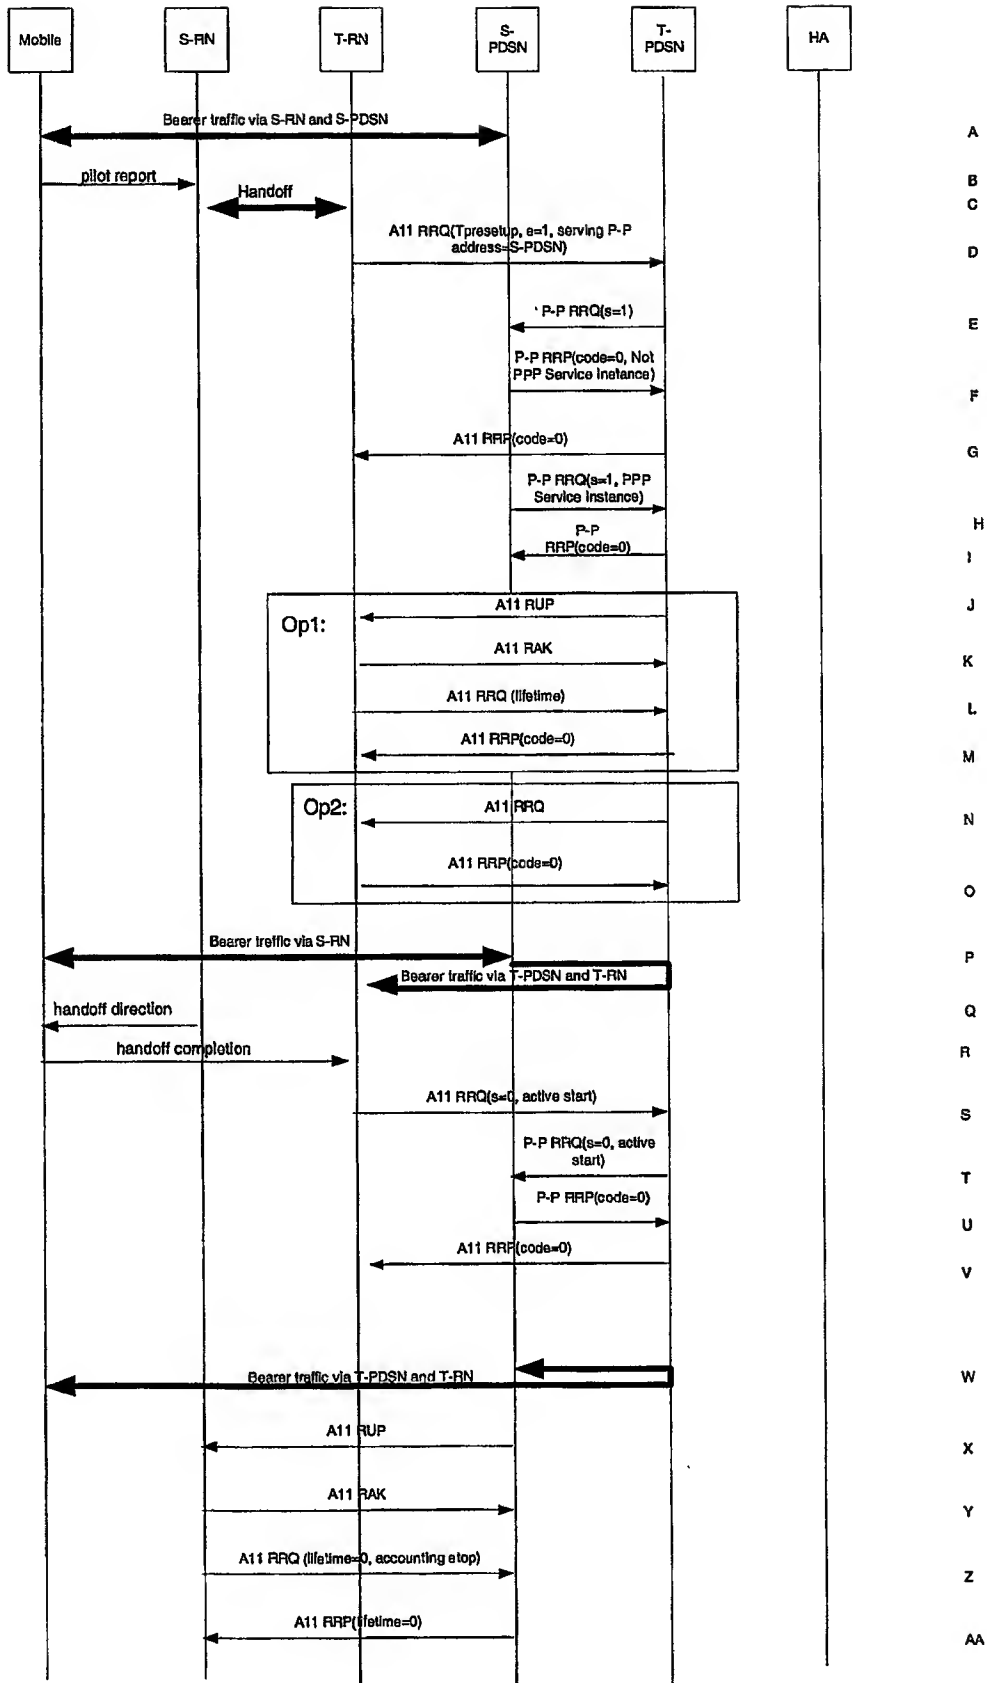 Mobile
S-RN
T-RN
S-
PDSN
T-
PDSN
HA
Bearer traffic via S-RN and S-PDSN
A
pilot report
B
Handoff
C
A11 RRQ(Tpresetup, s=1, serving P-P
address=S-PDSN)
D
P-P RRQ(s=1)
E
P-P RRP(code=0, Not
PPP Service Instance)
F
A11 RRP(code=0)
G
P-P RRQ(s=1, PPP
Service Instance)
H
P-P
RRP(code=0)
I
Op1:
A11 RUP
J
A11 RAK
K
A11 RRQ (lifetime)
L
A11 RRP(code=0)
M
Op2:
A11 RRQ
N
A11 RRP(code=0)
O
Bearer traffic via S-RN
P
Bearer traffic via T-PDSN and T-RN
handoff direction
Q
handoff completion
R
A11 RRQ(s=0, active start)
S
P-P RRQ(s=0, active
start)
T
P-P RRP(code=0)
U
A11 RRP(code=0)
V
Bearer traffic via T-PDSN and T-RN
W
A11 RUP
X
A11 RAK
Y
A11 RRQ (lifetime=0, accounting stop)
Z
A11 RRP(lifetime=0)
AA